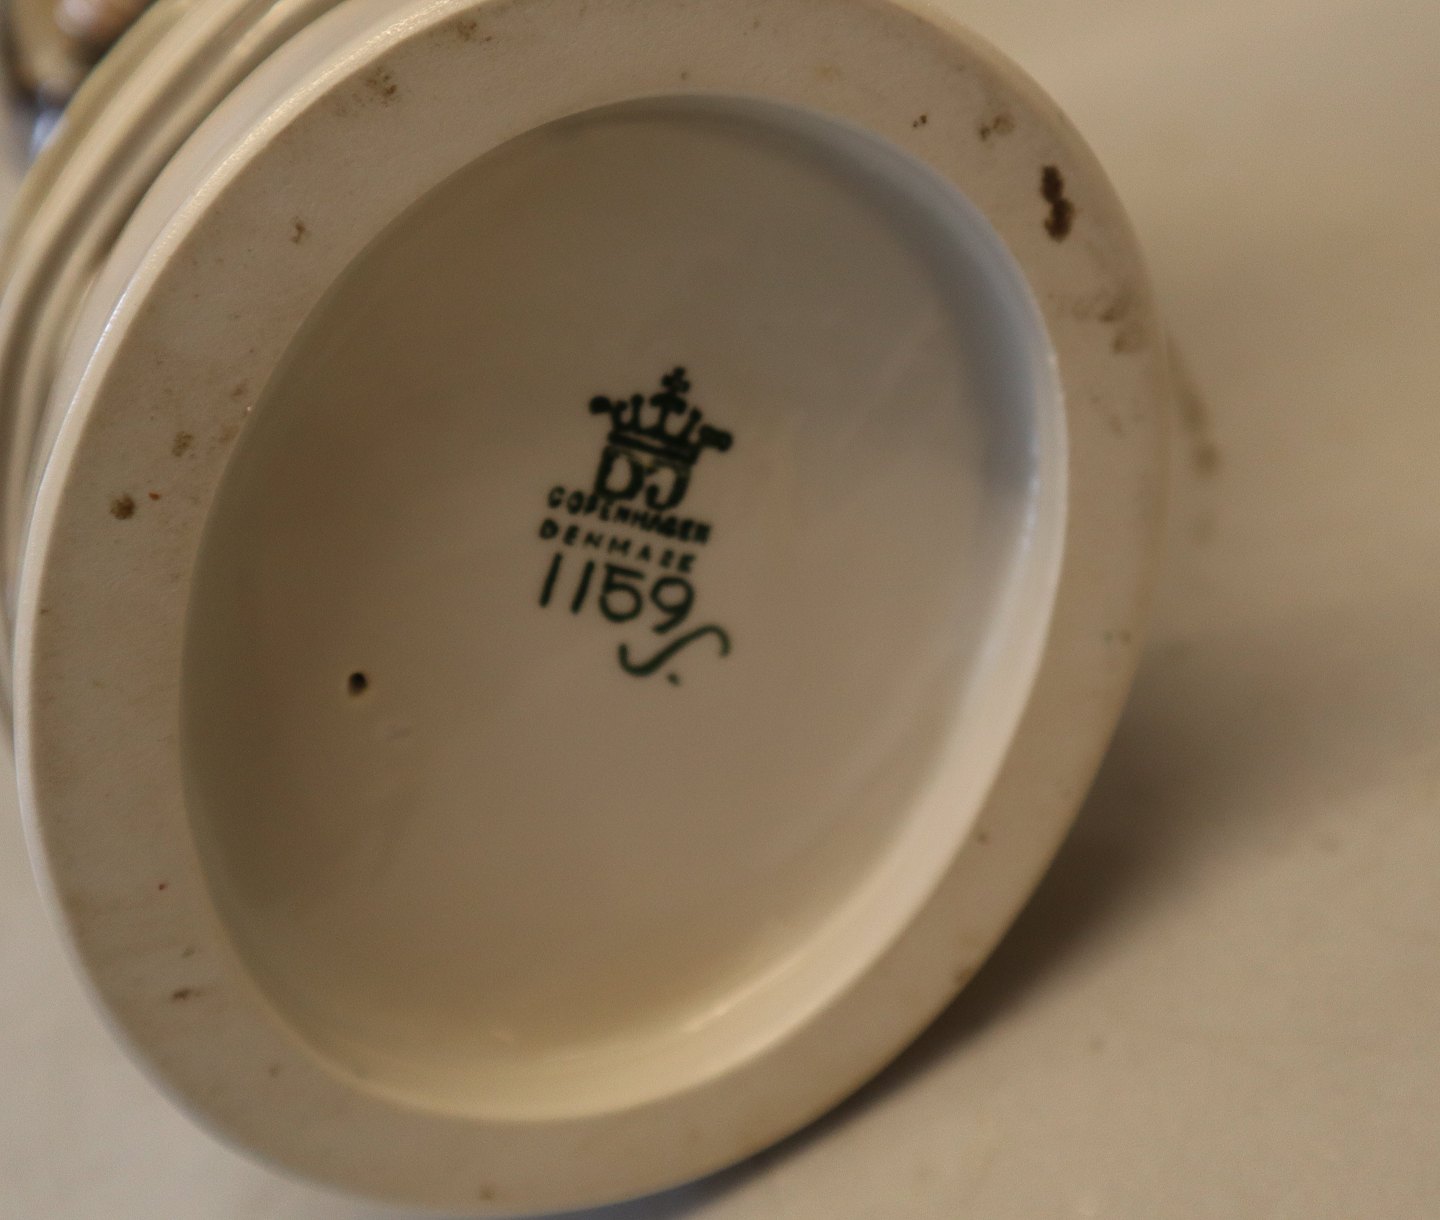 DJ
COPENHAGEN
DENMARK
1159
S.